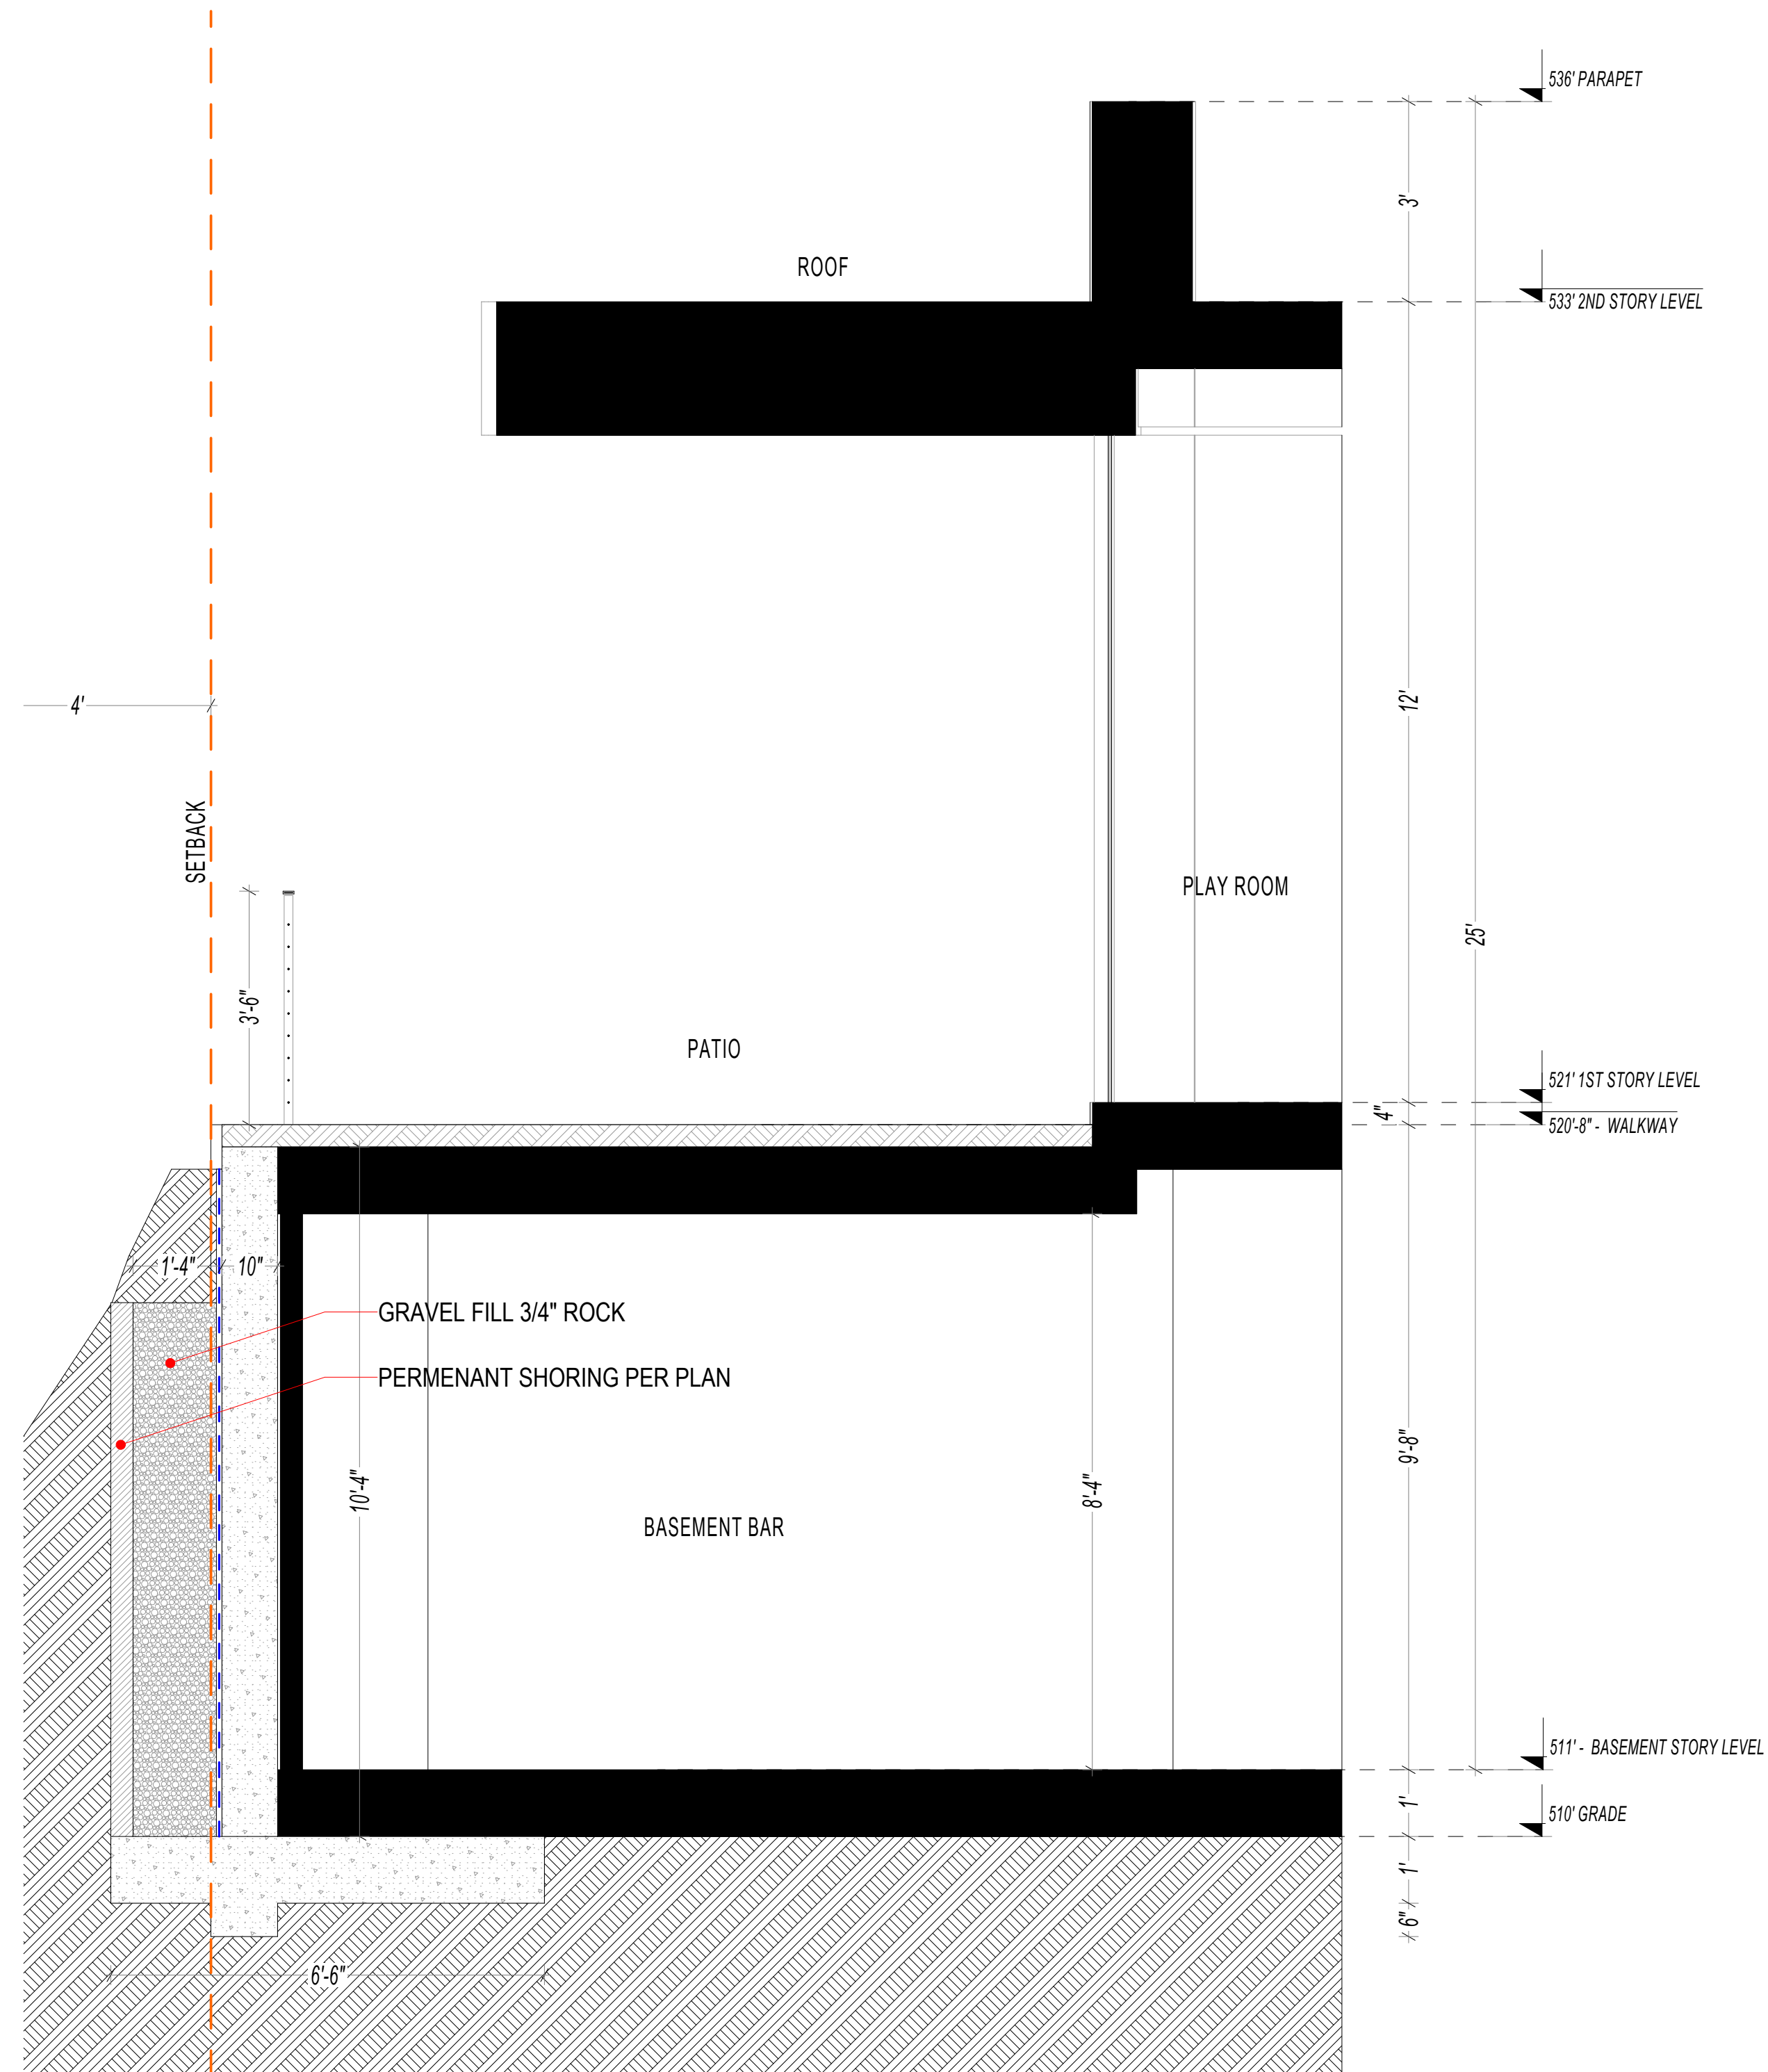 536' PARAPET
3'
ROOF
533' 2ND STORY LEVEL
4'
12'
SETBACK
PLAY ROOM
25'
3'-6"
PATIO
521' 1ST STORY LEVEL
4"
520'-8" - WALKWAY
1'-4"
10"
GRAVEL FILL 3/4" ROCK
PERMENANT SHORING PER PLAN
9'-8"
10'-4"
8'-4"
BASEMENT BAR
511' - BASEMENT STORY LEVEL
1'
510' GRADE
1'
6"
6'-6"